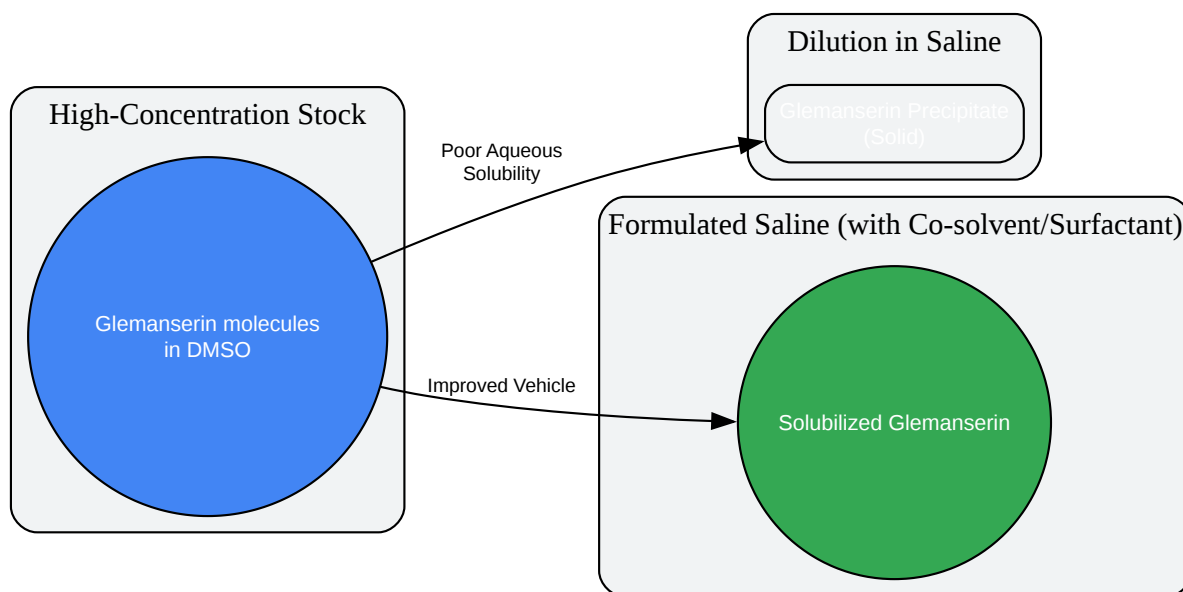 High-Concentration Stock
Glemanserin molecules
in DMSO
Poor Aqueous
Solubility
Improved Vehicle
Dilution in Saline
Glemanserin Precipitate
(Solid)
Formulated Saline (with Co-solvent/Surfactant)
Solubilized Glemanserin